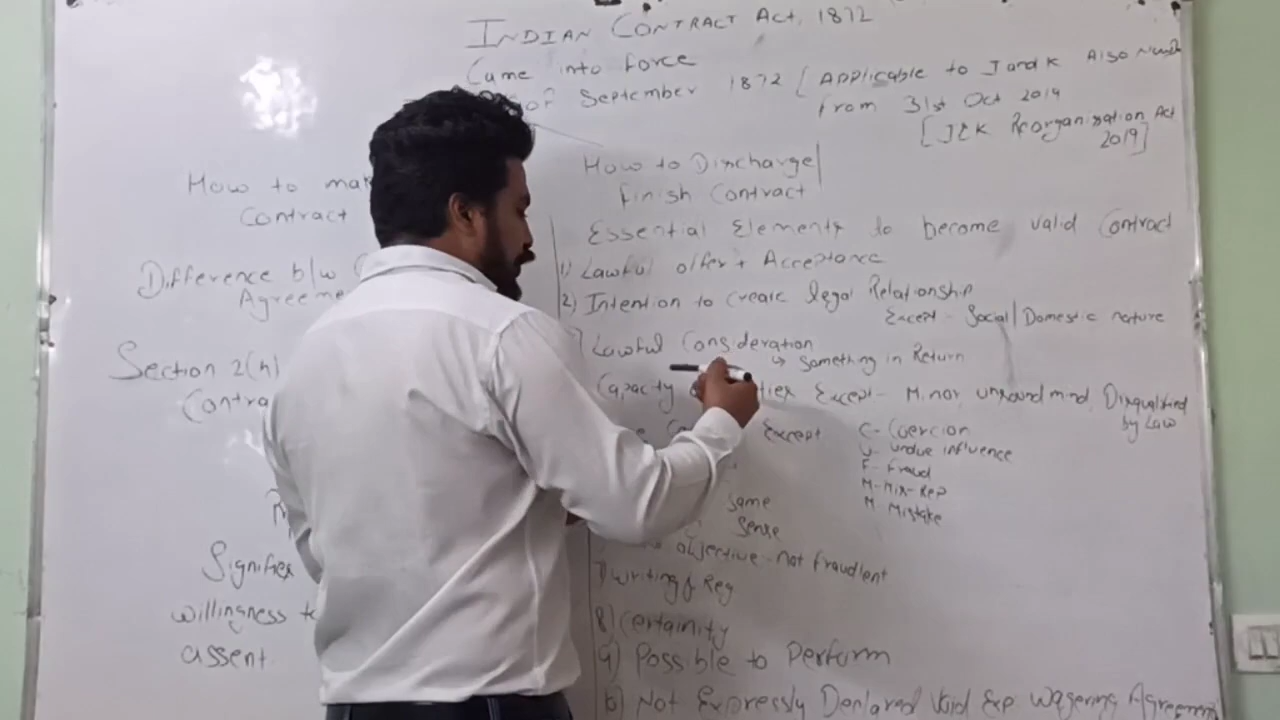 INDIAN CONTRACT Act, 1872
Came into force
of September 1872 [Applicable to J and K Also
from 31st Oct 2019
[J&K Reorganisation Act
2019]
How to Discharge/
finish Contract
How to mak
Contract
Essential Elements to become valid Contract
1) Lawful offer + Acceptance
2) Intention to create legal Relationship
Except - Social/Domestic nature
) Lawful Consideration
↳ something in Return
Capacity Except - Minor, unsound mind, Disqualified
by Law
Except C - Coercion
U - undue influence
F - Fraud
M - Mis-Rep
M Mistake
same
sense
objective - not fraudlent
) writing & Reg
8) Certainity
9) Possible to Perform
10) Not Expressly Declared Void Exp wagering Agreement
Difference b/w
Agreeme
Section 2(h)
Contra
Signifies
willingness to
assent